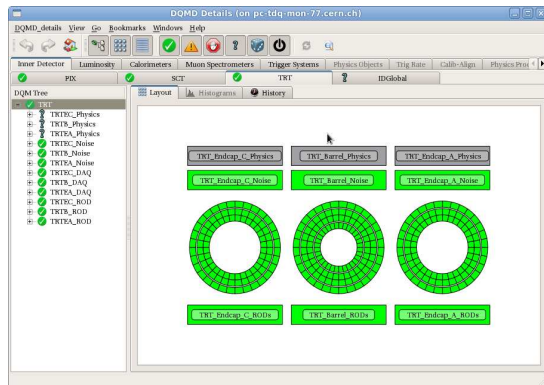 DQMD Details (on pc-tdq-mon-77.cern.ch)
DQMD_details View Go Bookmarks Windows Help
Inner Detector Luminosity Calorimeters Muon Spectrometers Trigger Systems Physics Objects Trig Rate Calib-Align Physics
PIX SCT TRT IDGlobal
DQM Tree
Layout Histograms History
TRT
TRTEC_Physics
TRTB_Physics
TRTEA_Physics
TRTEC_Noise
TRTB_Noise
TRTEA_Noise
TRTEC_DAQ
TRTB_DAQ
TRTEA_DAQ
TRTEC_ROD
TRTB_ROD
TRTEA_ROD
TRT_Endcap_C_Physics TRT_Barrel_Physics TRT_Endcap_A_Physics
TRT_Endcap_C_Noise TRT_Barrel_Noise TRT_Endcap_A_Noise
TRT_Endcap_C_RODs TRT_Barrel_RODs TRT_Endcap_A_RODs